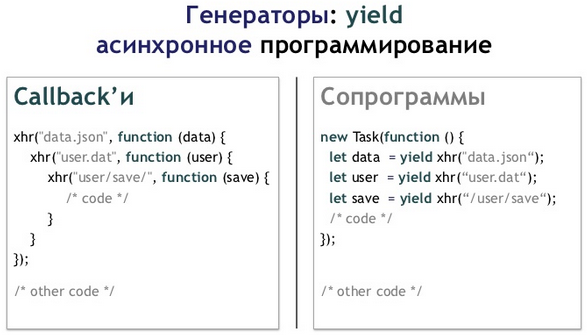 Генераторы: yield
асинхронное программирование
Callback’и
xhr("data.json", function (data) {
xhr("user.dat", function (user) {
xhr("user/save/", function (save) {
/* code */
}
}
});
/* other code */
Сопрограммы
new Task(function () {
let data = yield xhr("data.json“);
let user = yield xhr(“user.dat“);
let save = yield xhr(“/user/save“);
/* code */
});
/* other code */